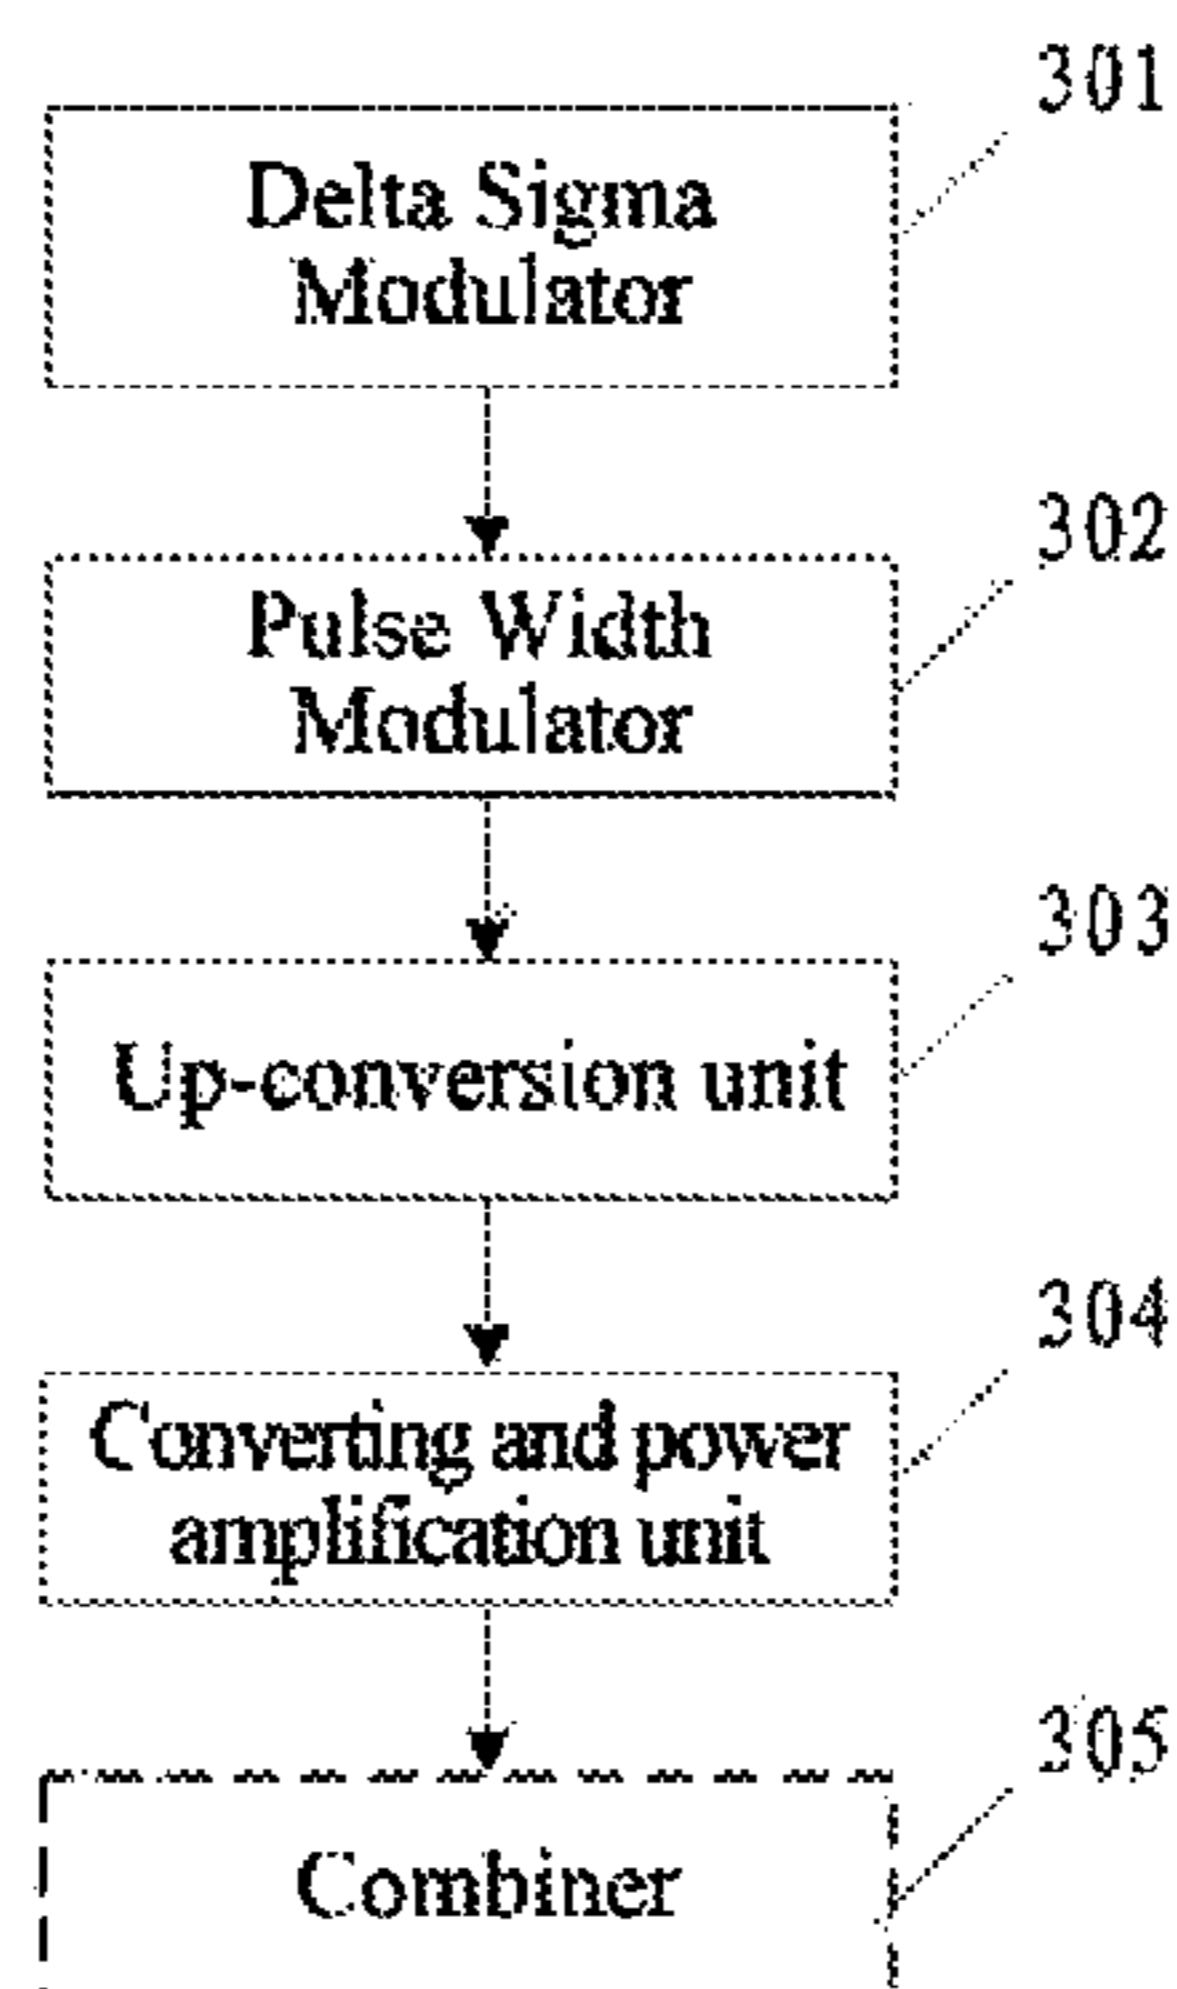 301
Delta Sigma
Modulator
302
Pulse Width
Modulator
303
Up-conversion unit
304
Converting and power
amplification unit
305
Combiner